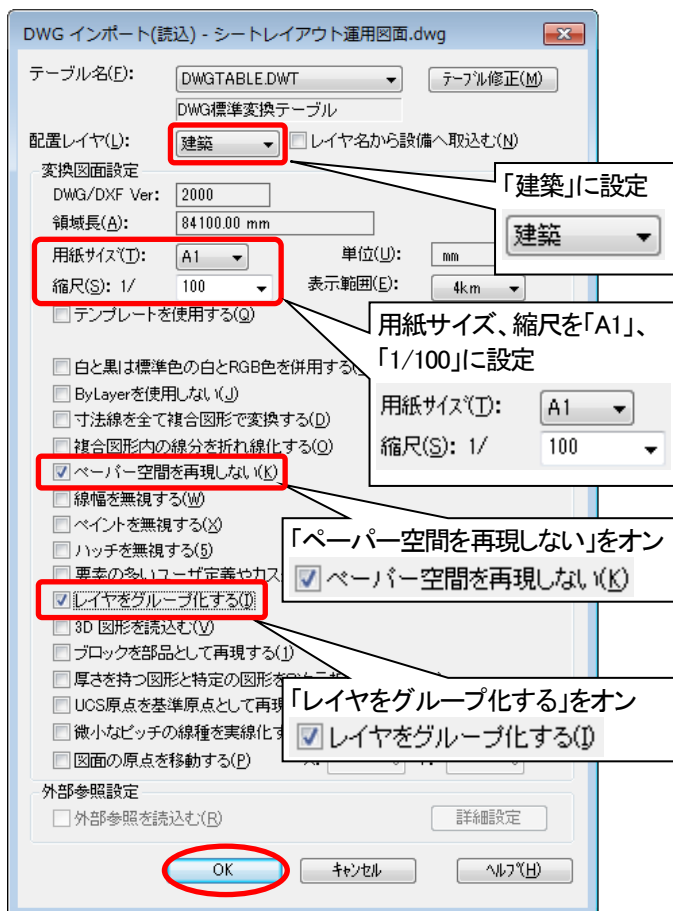 DWG インポート(読込) - シートレイアウト運用図面.dwg
テーブル名(F): DWGTABLE.DWT テーブル修正(M)
DWG標準変換テーブル
配置レイヤ(L): 建築 レイヤ名から設備へ取込む(N)
変換図面設定
DWG/DXF Ver: 2000
「建築」に設定
建築
領域長(A): 84100.00 mm
用紙サイズ(T): A1 単位(U): mm
縮尺(S): 1/ 100 表示範囲(E): 4km
テンプレートを使用する(Q)
用紙サイズ、縮尺を「A1」、
「1/100」に設定
用紙サイズ(T): A1
縮尺(S): 1/ 100
白と黒は標準色の白とRGB色を併用する
ByLayerを使用しない(J)
寸法線を全て複合図形で変換する(D)
複合図形内の線分を折れ線化する(O)
ペーパー空間を再現しない(K)
線幅を無視する(W)
ペイントを無視する(X)
ハッチを無視する(5)
「ペーパー空間を再現しない」をオン
ペーパー空間を再現しない(K)
要素の多いユーザ定義やカス
レイヤをグループ化する(I)
3D 図形を読込む(V)
ブロックを部品として再現する(1)
厚さを持つ図形と特定の図形を
UCS原点を基準原点として再現
微小なピッチの線種を実線化す
「レイヤをグループ化する」をオン
レイヤをグループ化する(I)
図面の原点を移動する(P)
外部参照設定
外部参照を読込む(R) 詳細設定
OK キャンセル ヘルプ(H)